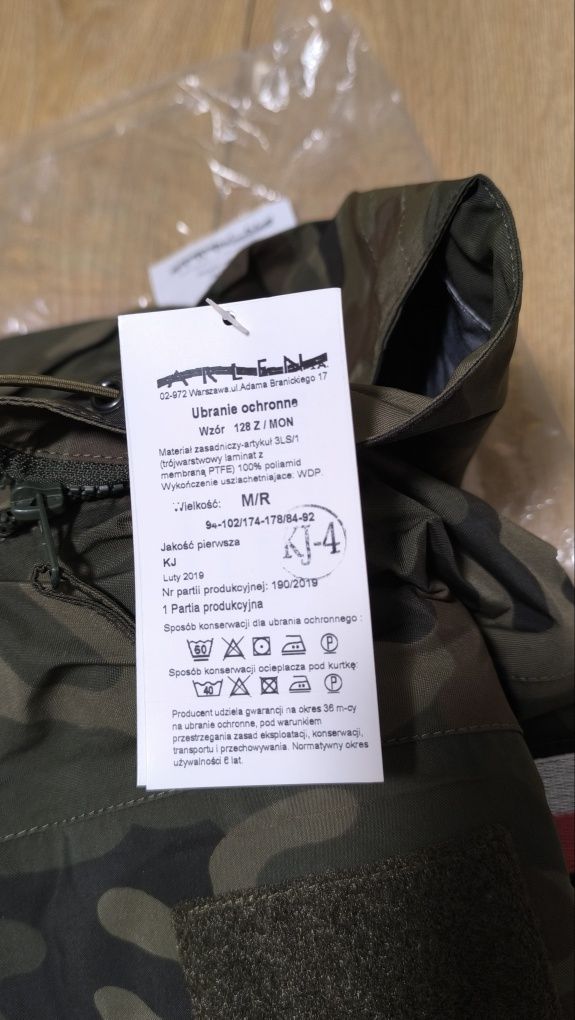 ARLEN S.A.
02-972 Warszawa.ul.Adama Branickiego 17
Ubranie ochronne
Wzór 128 Z / MON
Materiał zasadniczy-artykuł 3LS/1
(trójwarstwowy laminat z
membraną PTFE) 100% poliamid
Wykończenie uszlachetniające: WDP.
Wielkość: M/R
94-102/174-178/84-92
KJ-4
Jakość pierwsza
KJ
Luty 2019
Nr partii produkcyjnej: 190/2019
1 Partia produkcyjna
Sposób konserwacji dla ubrania ochronnego :
60 P
Sposób konserwacji ocieplacza pod kurtkę:
40 P
Producent udziela gwarancji na okres 36 m-cy
na ubranie ochronne, pod warunkiem
przestrzegania zasad eksploatacji, konserwacji,
transportu i przechowywania. Normatywny okres
używalności 6 lat.